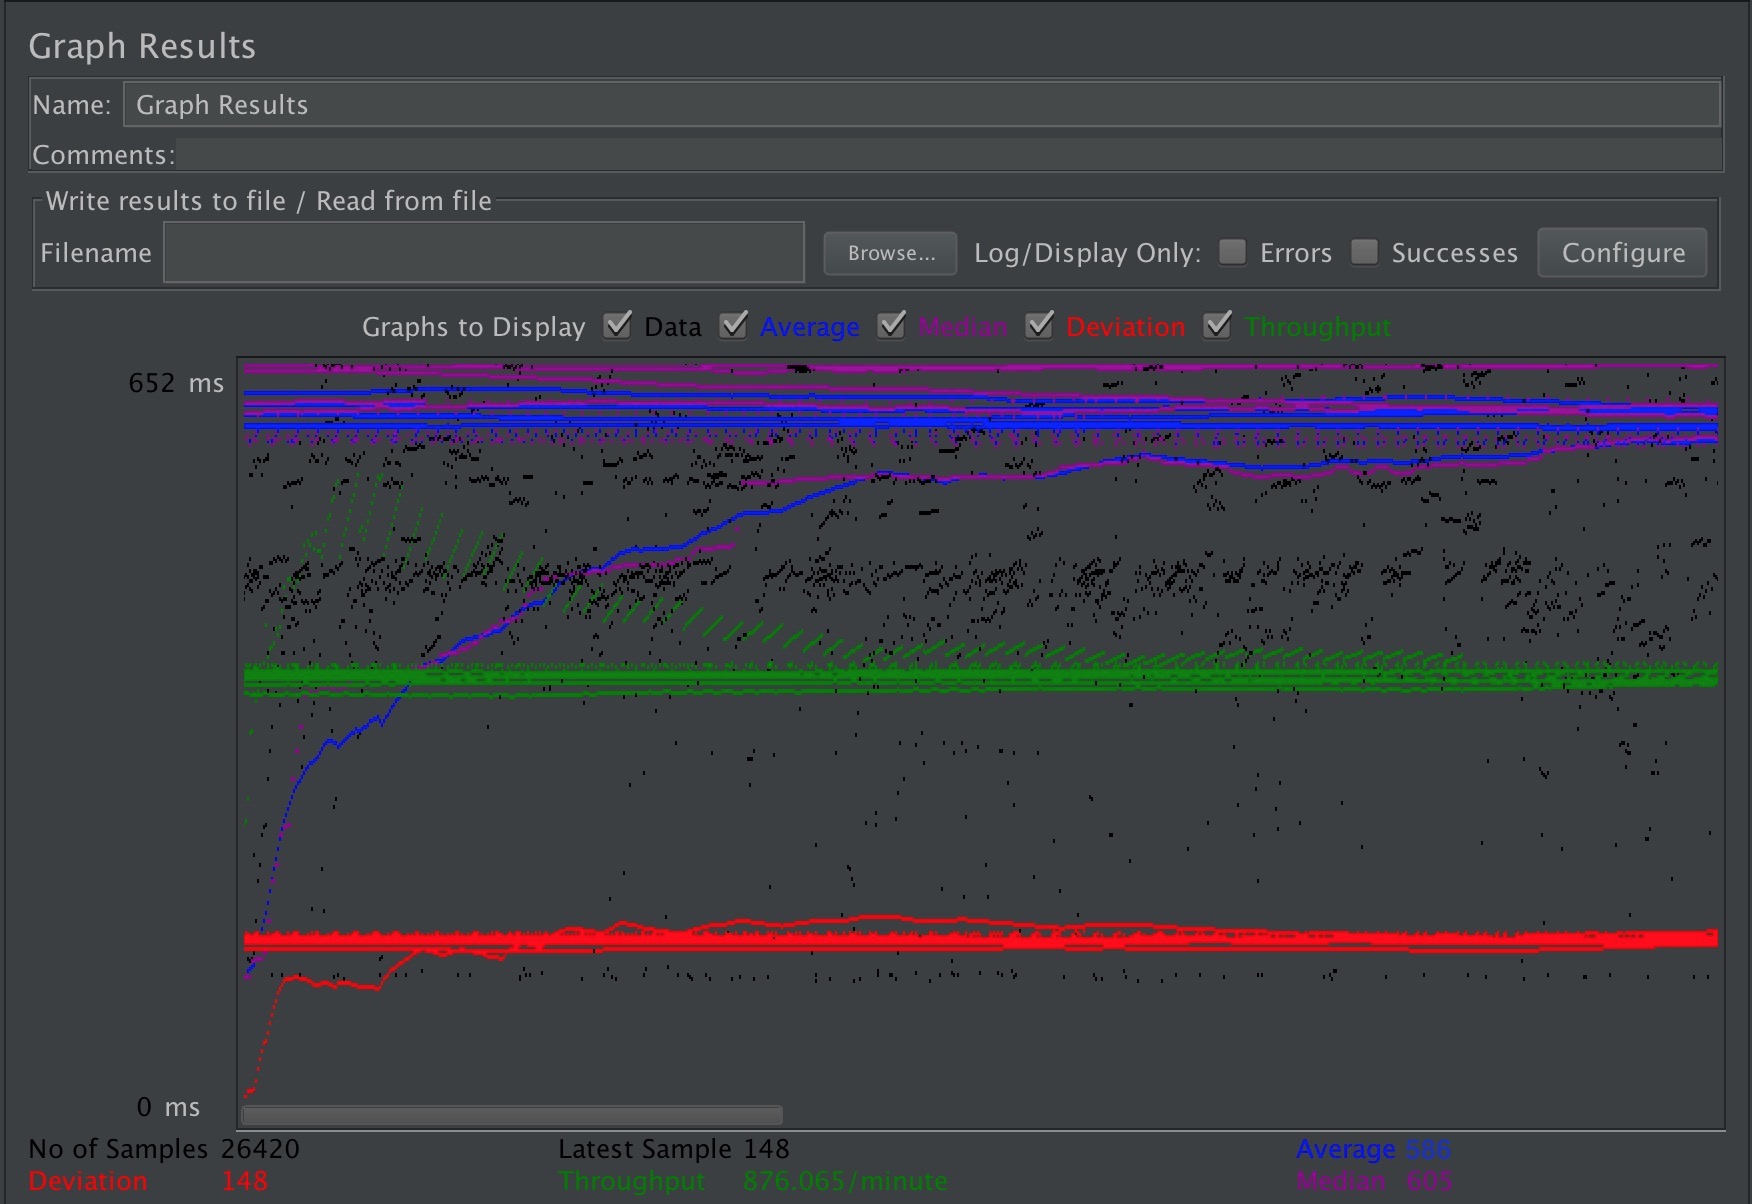 Graph Results
Name: Graph Results
Comments:
Write results to file / Read from file
Filename Browse... Log/Display Only: Errors Successes Configure
Graphs to Display Data Average Median Deviation Throughput
652 ms
0 ms
No of Samples 26420 Latest Sample 148 Average 586
Deviation 148 Throughput 876.065/minute Median 605